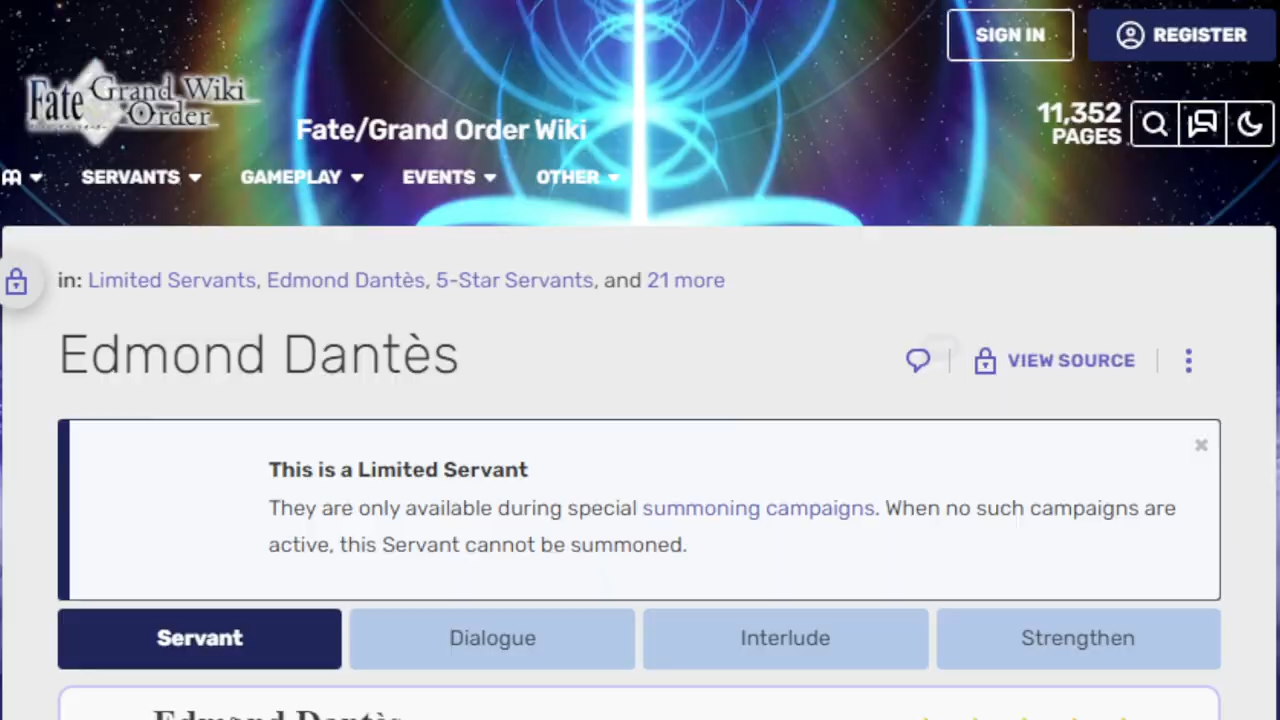 SIGN IN
REGISTER
Fate Grand Wiki
Order
Fate/Grand Order Wiki
11,352
PAGES
SERVANTS
GAMEPLAY
EVENTS
OTHER
in: Limited Servants, Edmond Dantès, 5-Star Servants, and 21 more
Edmond Dantès
VIEW SOURCE
This is a Limited Servant
They are only available during special summoning campaigns. When no such campaigns are
active, this Servant cannot be summoned.
Servant
Dialogue
Interlude
Strengthen
Edmond Dantès